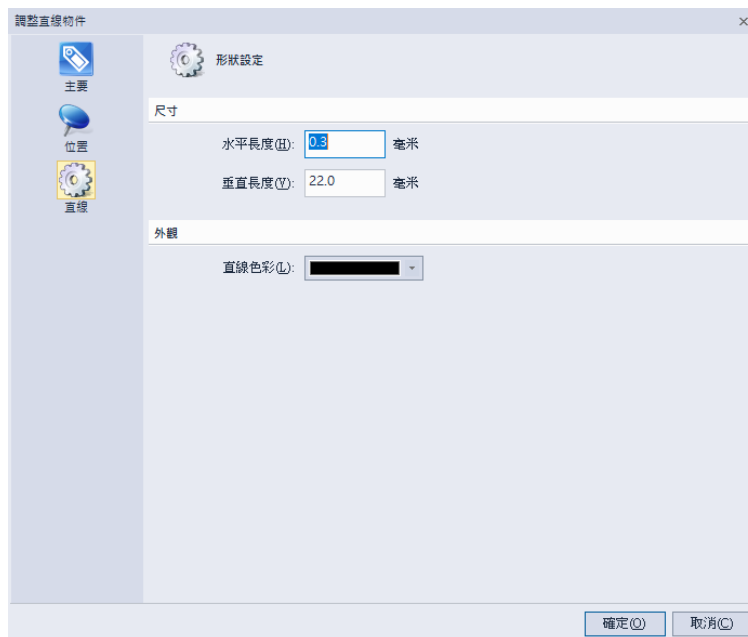 調整直線物件
主要
位置
直線
形狀設定
尺寸
水平長度(H): 0.3 毫米
垂直長度(V): 22.0 毫米
外觀
直線色彩(L):
確定(O) 取消(C)